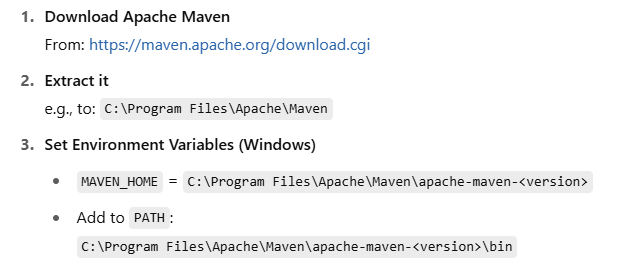 1. Download Apache Maven
From: https://maven.apache.org/download.cgi
2. Extract it
e.g., to: C:\Program Files\Apache\Maven
3. Set Environment Variables (Windows)
• MAVEN_HOME = C:\Program Files\Apache\Maven\apache-maven-<version>
• Add to PATH:
C:\Program Files\Apache\Maven\apache-maven-<version>\bin